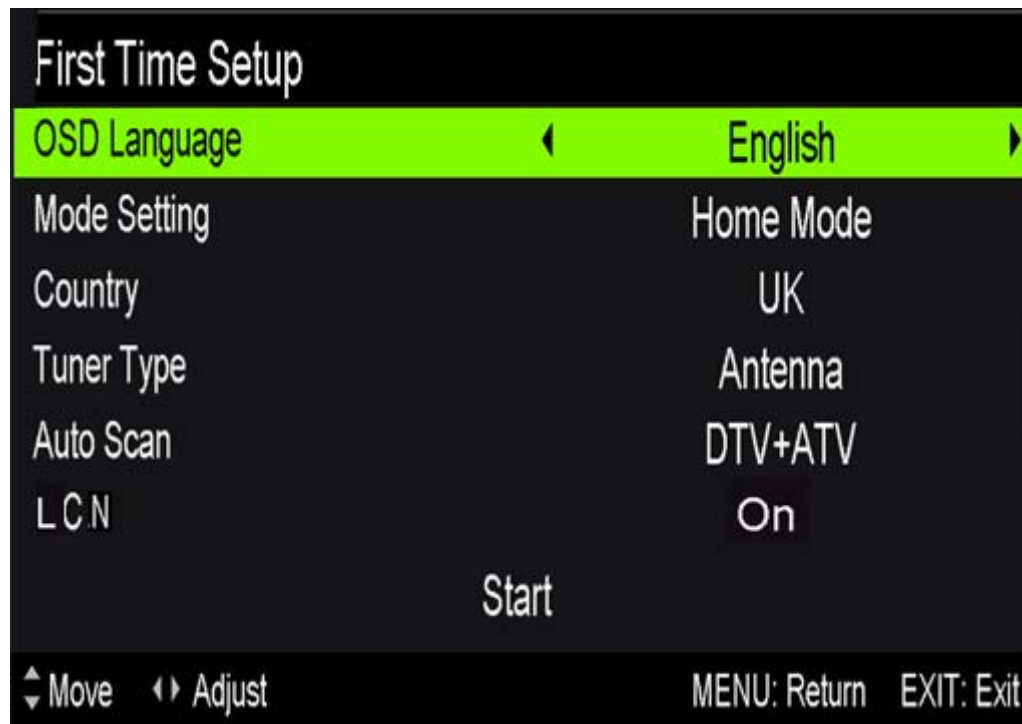 First Time Setup
OSD Language English
Mode Setting Home Mode
Country UK
Tuner Type Antenna
Auto Scan DTV+ATV
L C N On
Start
Move Adjust MENU: Return EXIT: Exit